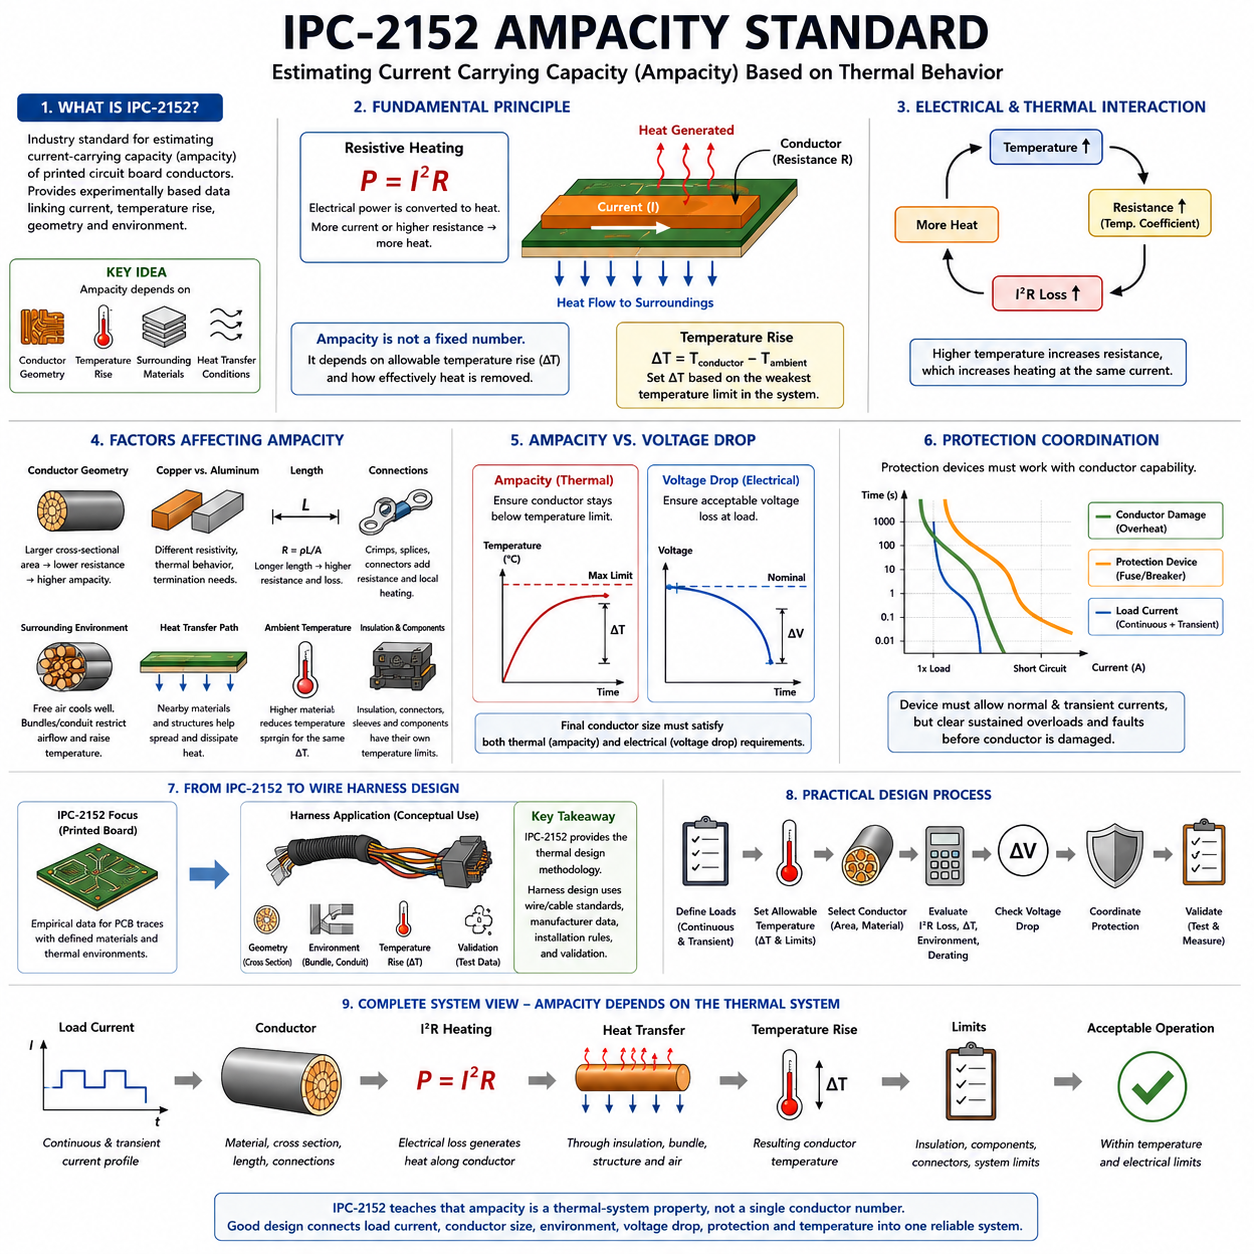 IPC-2152 AMPACITY STANDARD
Estimating Current Carrying Capacity (Ampacity) Based on Thermal Behavior
1. WHAT IS IPC-2152?
Industry standard for estimating
current-carrying capacity (ampacity)
of printed circuit board conductors.
Provides experimentally based data
linking current, temperature rise,
geometry and environment.
KEY IDEA
Ampacity depends on
Conductor
Geometry
Temperature
Rise
Surrounding
Materials
Heat Transfer
Conditions
2. FUNDAMENTAL PRINCIPLE
Resistive Heating
P = I²R
Electrical power is converted to heat.
More current or higher resistance →
more heat.
Heat Generated
Conductor
(Resistance R)
Current (I)
Heat Flow to Surroundings
Ampacity is not a fixed number.
It depends on allowable temperature rise (ΔT)
and how effectively heat is removed.
Temperature Rise
ΔT = Tconductor − Tambient
Set ΔT based on the weakest
temperature limit in the system.
3. ELECTRICAL & THERMAL INTERACTION
Temperature ↑
Resistance ↑
(Temp. Coefficient)
I²R Loss ↑
More Heat
Higher temperature increases resistance,
which increases heating at the same current.
4. FACTORS AFFECTING AMPACITY
Conductor Geometry
Larger cross-sectional
area → lower resistance
→ higher ampacity.
Copper vs. Aluminum
Different resistivity,
thermal behavior,
termination needs.
Length
L
R = ρL/A
Longer length → higher
resistance and loss.
Connections
Crimps, splices,
connectors add
resistance and local
heating.
Surrounding Environment
Free air cools well.
Bundles/conduit restrict
airflow and raise
temperature.
Heat Transfer Path
Nearby materials
and structures help
spread and dissipate
heat.
Ambient Temperature
Higher material
reduces temperature
for the same
ΔT.
Insulation & Components
Insulation, connectors,
sleeves and components
have their own
temperature limits.
5. AMPACITY VS. VOLTAGE DROP
Ampacity (Thermal)
Ensure conductor stays
below temperature limit.
Temperature
(°C)
Max Limit
ΔT
Time
Voltage Drop (Electrical)
Ensure acceptable voltage
loss at load.
Voltage
Nominal
ΔV
Time
Final conductor size must satisfy
both thermal (ampacity) and electrical (voltage drop) requirements.
6. PROTECTION COORDINATION
Protection devices must work with conductor capability.
Time (s)
1000
100
10
1
0.1
0.01
1x Load
Short Circuit
Current (A)
Conductor Damage
(Overheat)
Protection Device
(Fuse/Breaker)
Load Current
(Continuous + Transient)
Device must allow normal & transient currents,
but clear sustained overloads and faults
before conductor is damaged.
7. FROM IPC-2152 TO WIRE HARNESS DESIGN
IPC-2152 Focus
(Printed Board)
Empirical data for PCB traces
with defined materials and
thermal environments.
Harness Application (Conceptual Use)
Geometry
(Cross Section)
Environment
(Bundle, Conduit)
Temperature
Rise (ΔT)
Validation
(Test Data)
Key Takeaway
IPC-2152 provides the
thermal design
methodology.
Harness design uses
wire/cable standards,
manufacturer data,
installation rules,
and validation.
8. PRACTICAL DESIGN PROCESS
Define Loads
(Continuous
& Transient)
Set Allowable
Temperature
(ΔT & Limits)
Select Conductor
(Area, Material)
Evaluate
I²R Loss, ΔT,
Environment,
Derating
ΔV
Check Voltage
Drop
Coordinate
Protection
Validate
(Test &
Measure)
9. COMPLETE SYSTEM VIEW – AMPACITY DEPENDS ON THE THERMAL SYSTEM
Load Current
I
t
Continuous & transient
current profile
Conductor
Material, cross section,
length, connections
I²R Heating
P = I²R
Electrical loss generates
heat along conductor
Heat Transfer
Through insulation, bundle,
structure and air
Temperature Rise
ΔT
Resulting conductor
temperature
Limits
Insulation, components,
connectors, system limits
Acceptable Operation
Within temperature
and electrical limits
IPC-2152 teaches that ampacity is a thermal-system property, not a single conductor number.
Good design connects load current, conductor size, environment, voltage drop, protection and temperature into one reliable system.